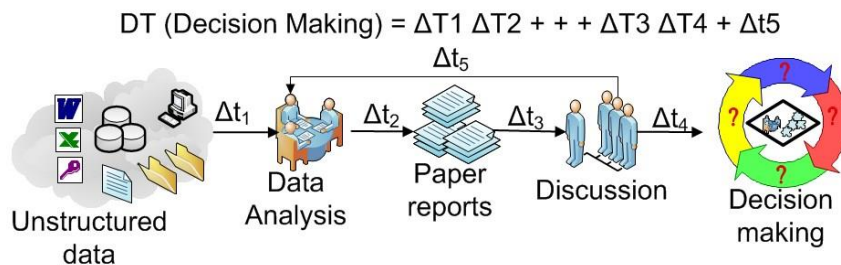 DT (Decision Making) = ΔT1 ΔT2 + + + ΔT3 ΔT4 + Δt5
Δt5
W
X
Δt1
Δt2
Δt3
Δt4
?
?
?
?
Unstructured
data
Data
Analysis
Paper
reports
Discussion
Decision
making